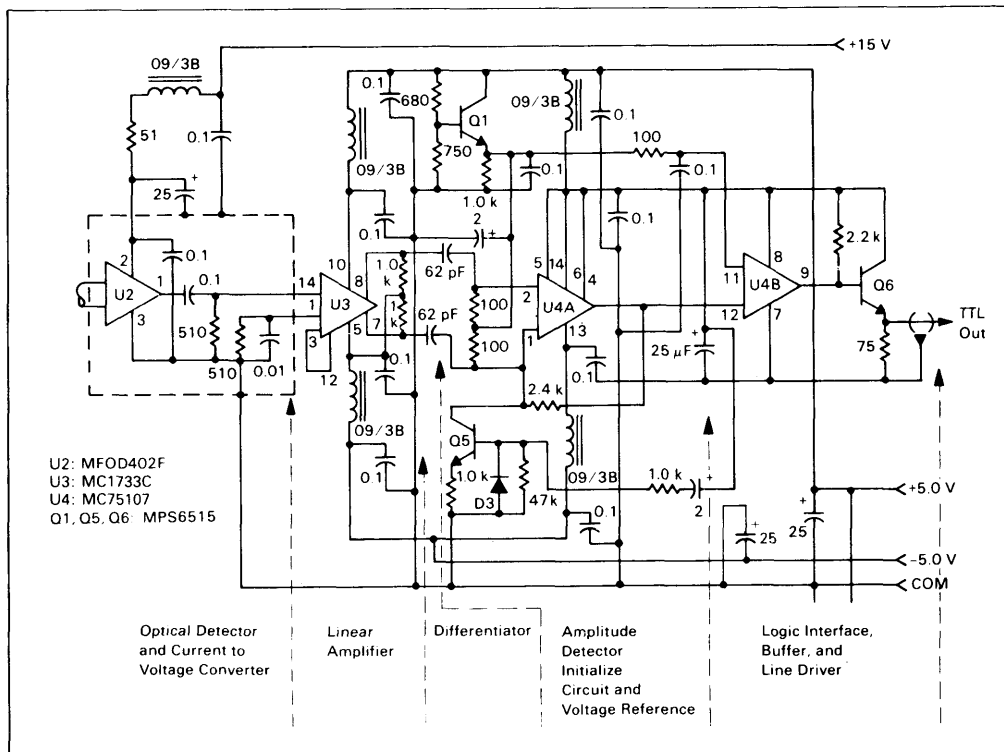 +15 V
09/3B
51
0.1
25 +
0.1
680
Q1
09/3B
0.1
09/3B
750
1.0 k
0.1
100
0.1
0.1
2 +
0.1
2.2 k
0.1
2
U2
1
3
0.1
510
510
0.01
14
1
3
12
10
U3
8
7
5
1.0 k
1 k
62 pF
62 pF
100
100
5
14
6
4
2
U4A
1
13
11
U4B
12
8
9
7
Q6
75
TTL
Out
+
25 μF
0.1
0.1
09/3B
0.1
2.4 k
Q5
1.0 k
D3
47k
09/3B
1.0 k
+
2
0.1
+
25
+
25
+5.0 V
−5.0 V
COM
U2: MFOD402F
U3: MC1733C
U4: MC75107
Q1, Q5, Q6: MPS6515
Optical Detector
and Current to
Voltage Converter
Linear
Amplifier
Differentiator
Amplitude
Detector
Initialize
Circuit and
Voltage Reference
Logic Interface,
Buffer, and
Line Driver